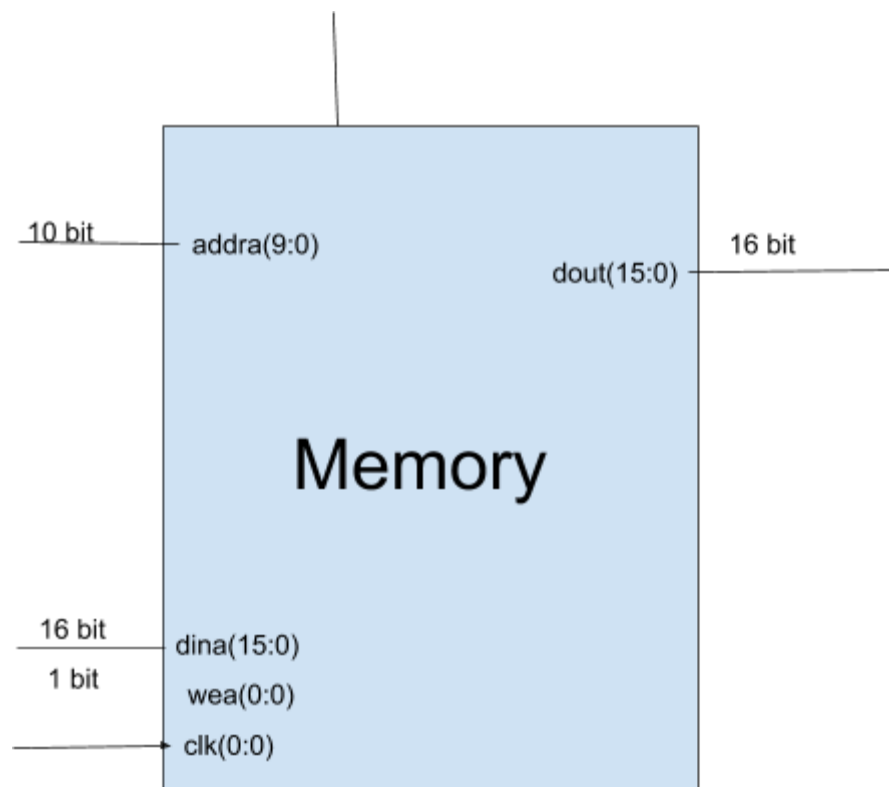 10 bit
addra(9:0)
16 bit
dout(15:0)
Memory
16 bit
dina(15:0)
1 bit
wea(0:0)
clk(0:0)